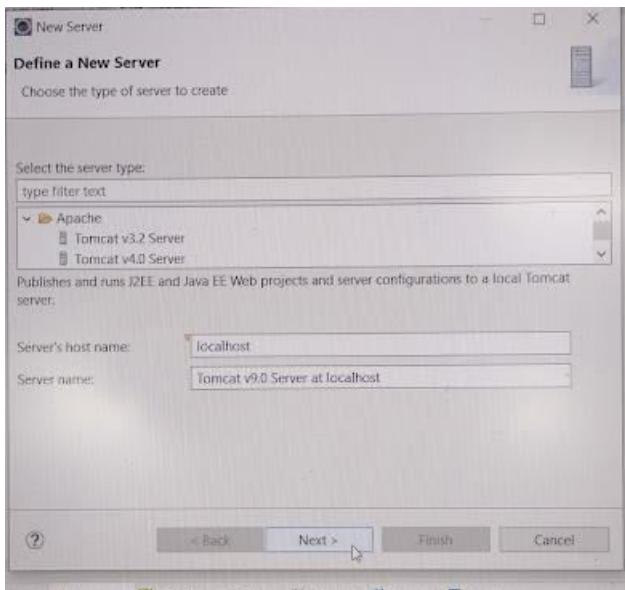 New Server
Define a New Server
Choose the type of server to create
Select the server type:
type filter text
Apache
Tomcat v3.2 Server
Tomcat v4.0 Server
Publishes and runs J2EE and Java EE Web projects and server configurations to a local Tomcat
server.
Server's host name:
localhost
Server name:
Tomcat v9.0 Server at localhost
?
< Back
Next >
Finish
Cancel